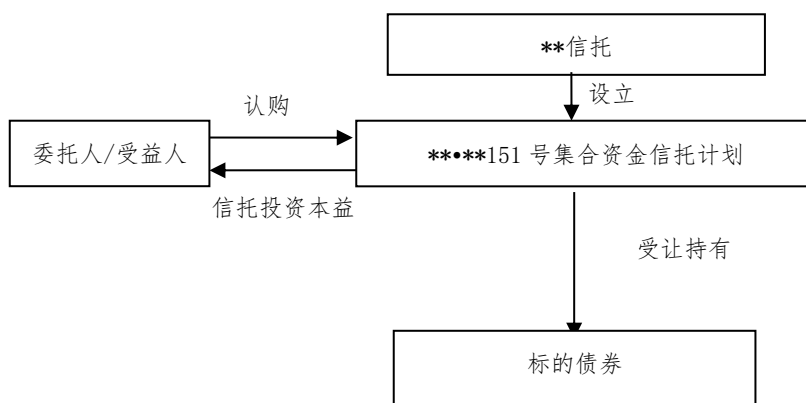 **信托
设立
认购
委托人/受益人
**•**151 号集合资金信托计划
信托投资本益
受让持有
标的债券